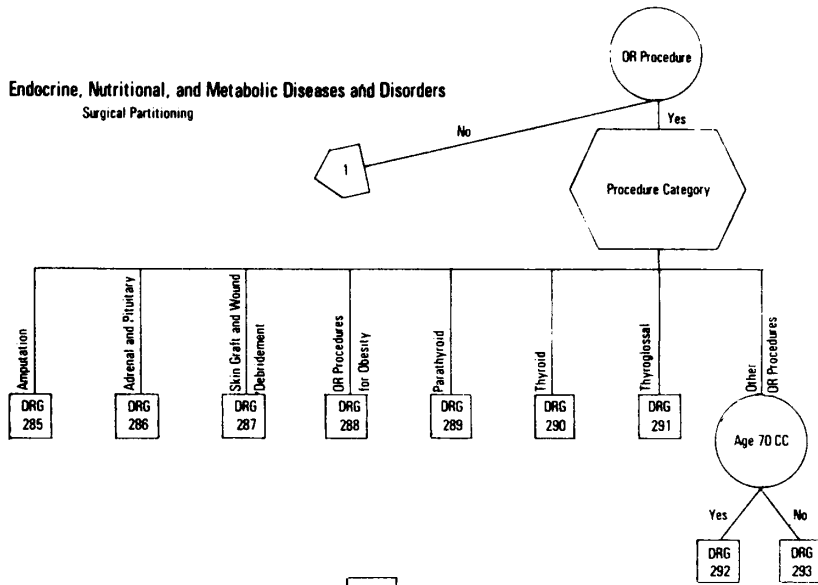 OR Procedure
Endocrine, Nutritional, and Metabolic Diseases and Disorders
Surgical Partitioning
No
Yes
1
Procedure Category
Amputation
Adrenal and Pituitary
Skin Graft and Wound
Debridement
OR Procedures
for Obesity
Parathyroid
Thyroid
Thyroglossal
Other
OR Procedures
DRG
285
DRG
286
DRG
287
DRG
288
DRG
289
DRG
290
DRG
291
Age 70 CC
Yes
No
DRG
292
DRG
293